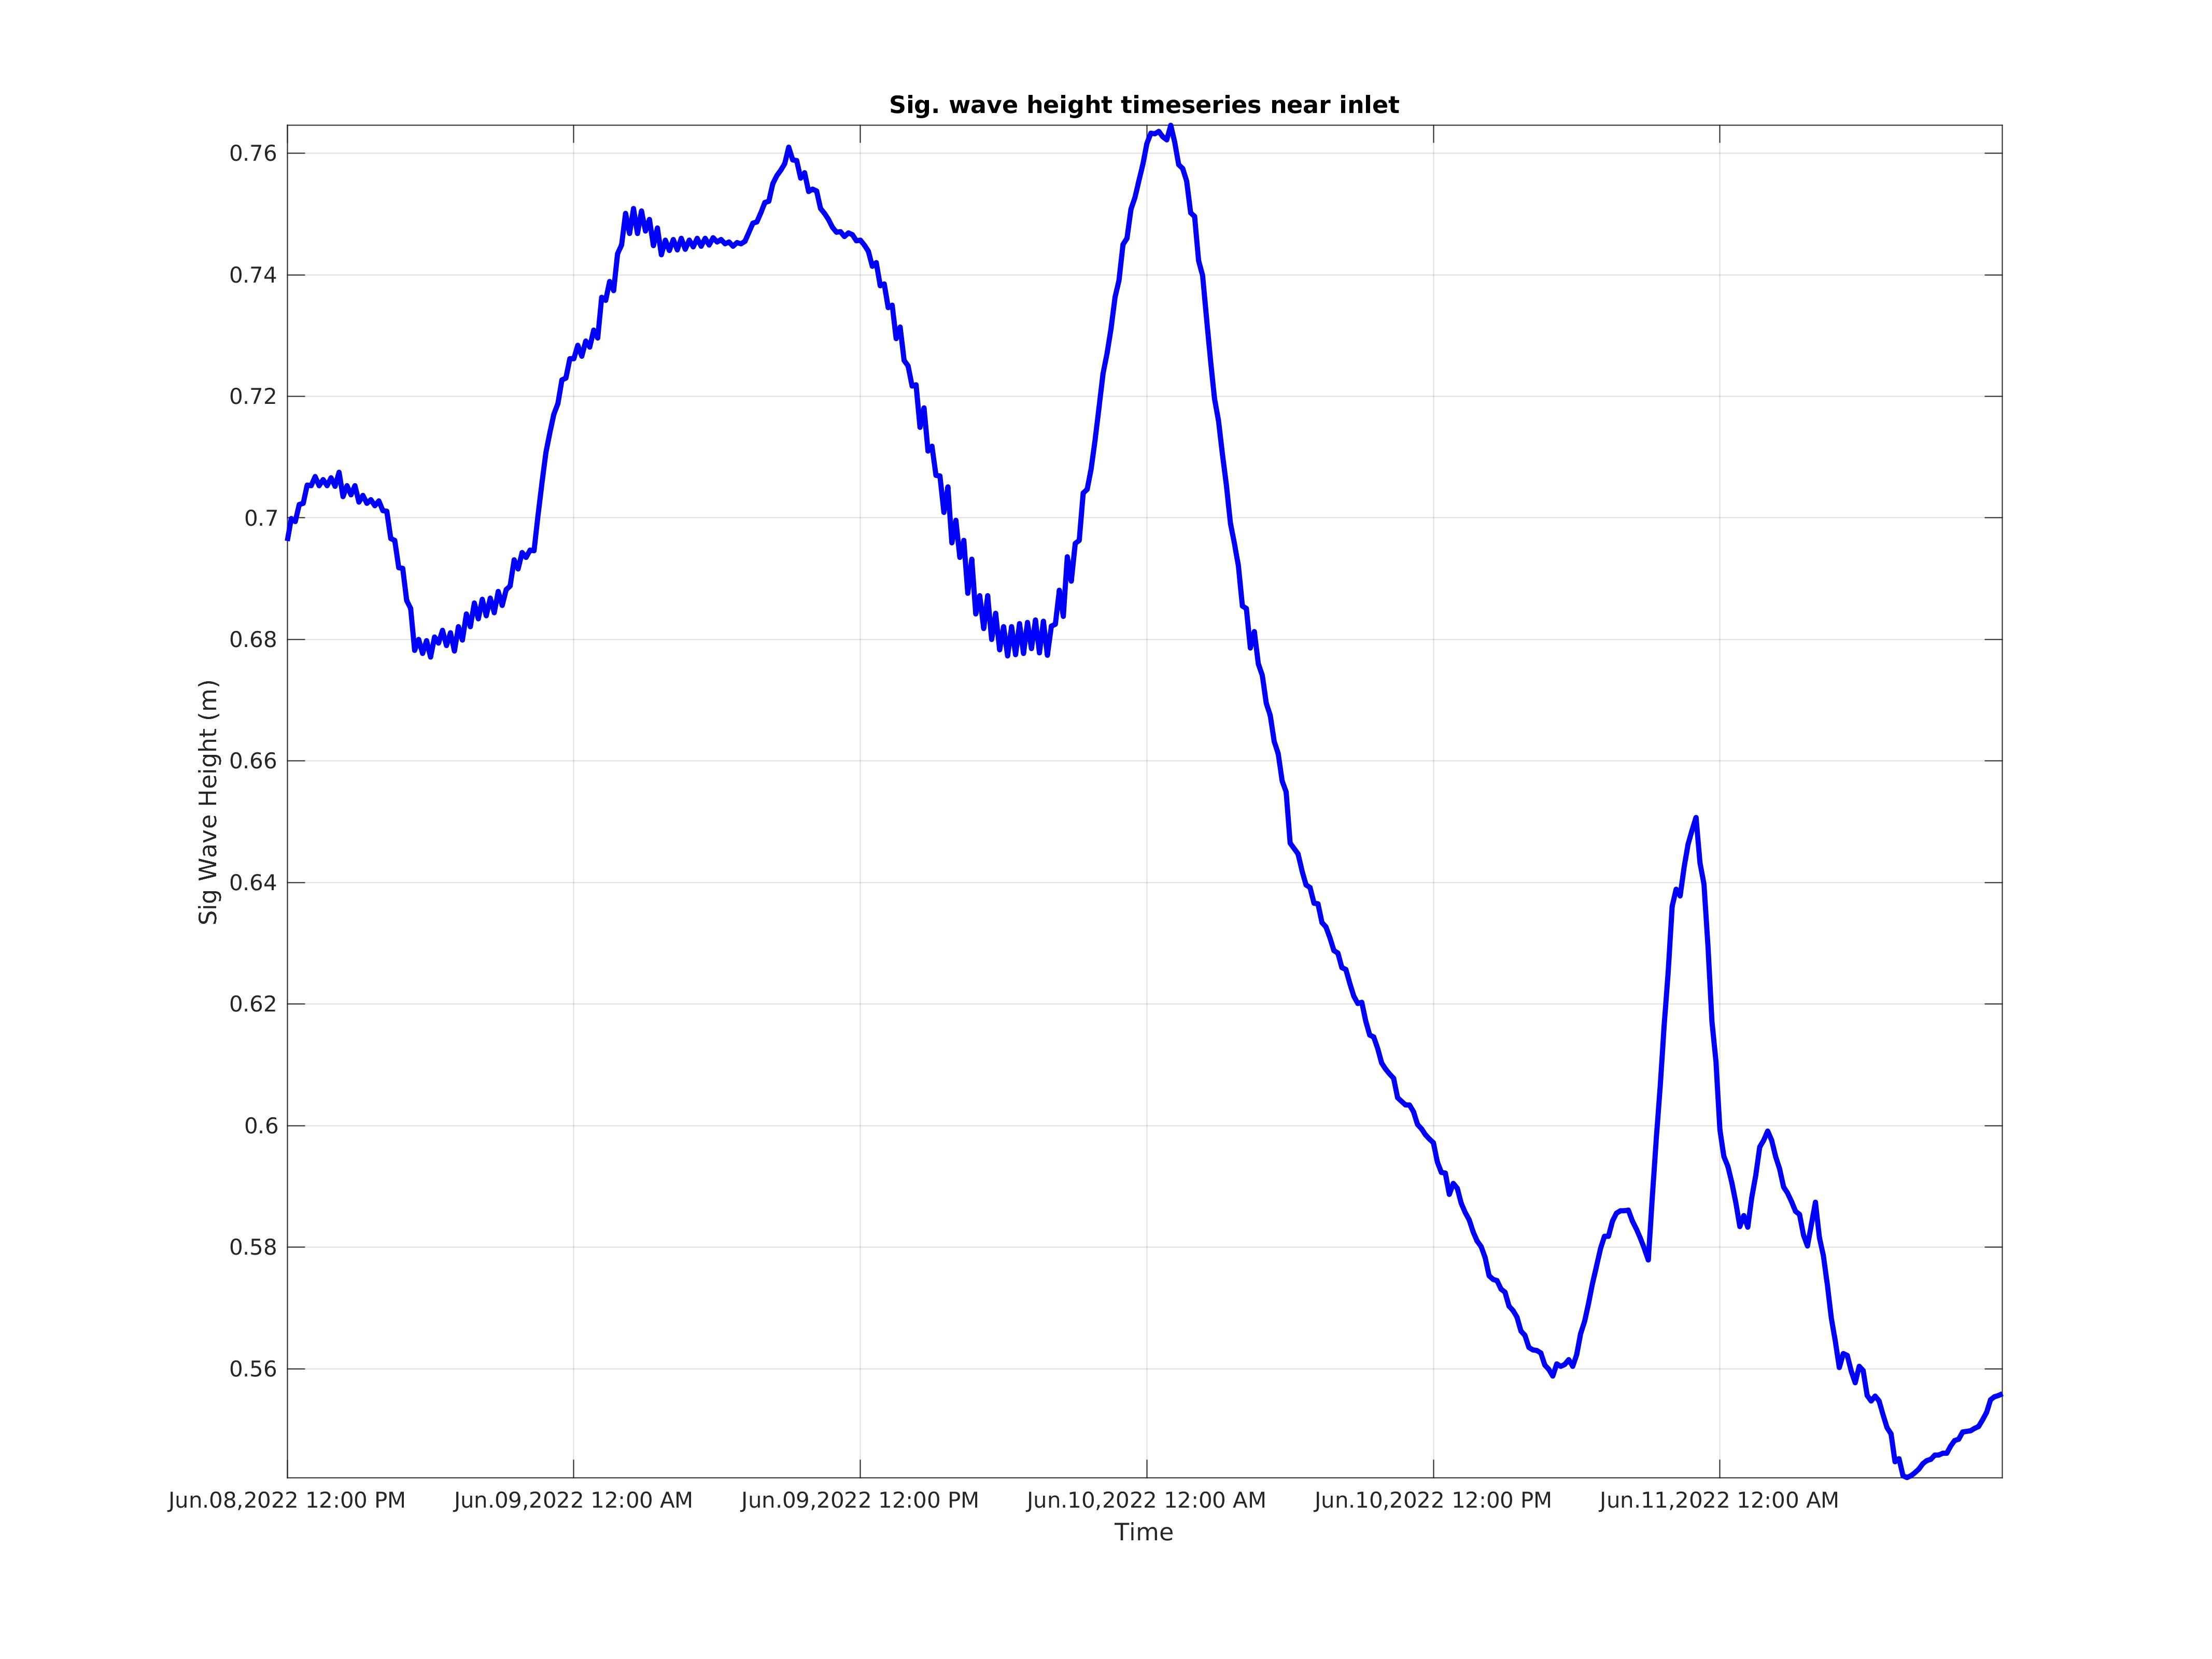 Sig. wave height timeseries near inlet
0.76
0.74
0.72
0.7
0.68
0.66
0.64
0.62
0.6
0.58
0.56
Sig Wave Height (m)
Jun.08,2022 12:00 PM
Jun.09,2022 12:00 AM
Jun.09,2022 12:00 PM
Jun.10,2022 12:00 AM
Jun.10,2022 12:00 PM
Jun.11,2022 12:00 AM
Time